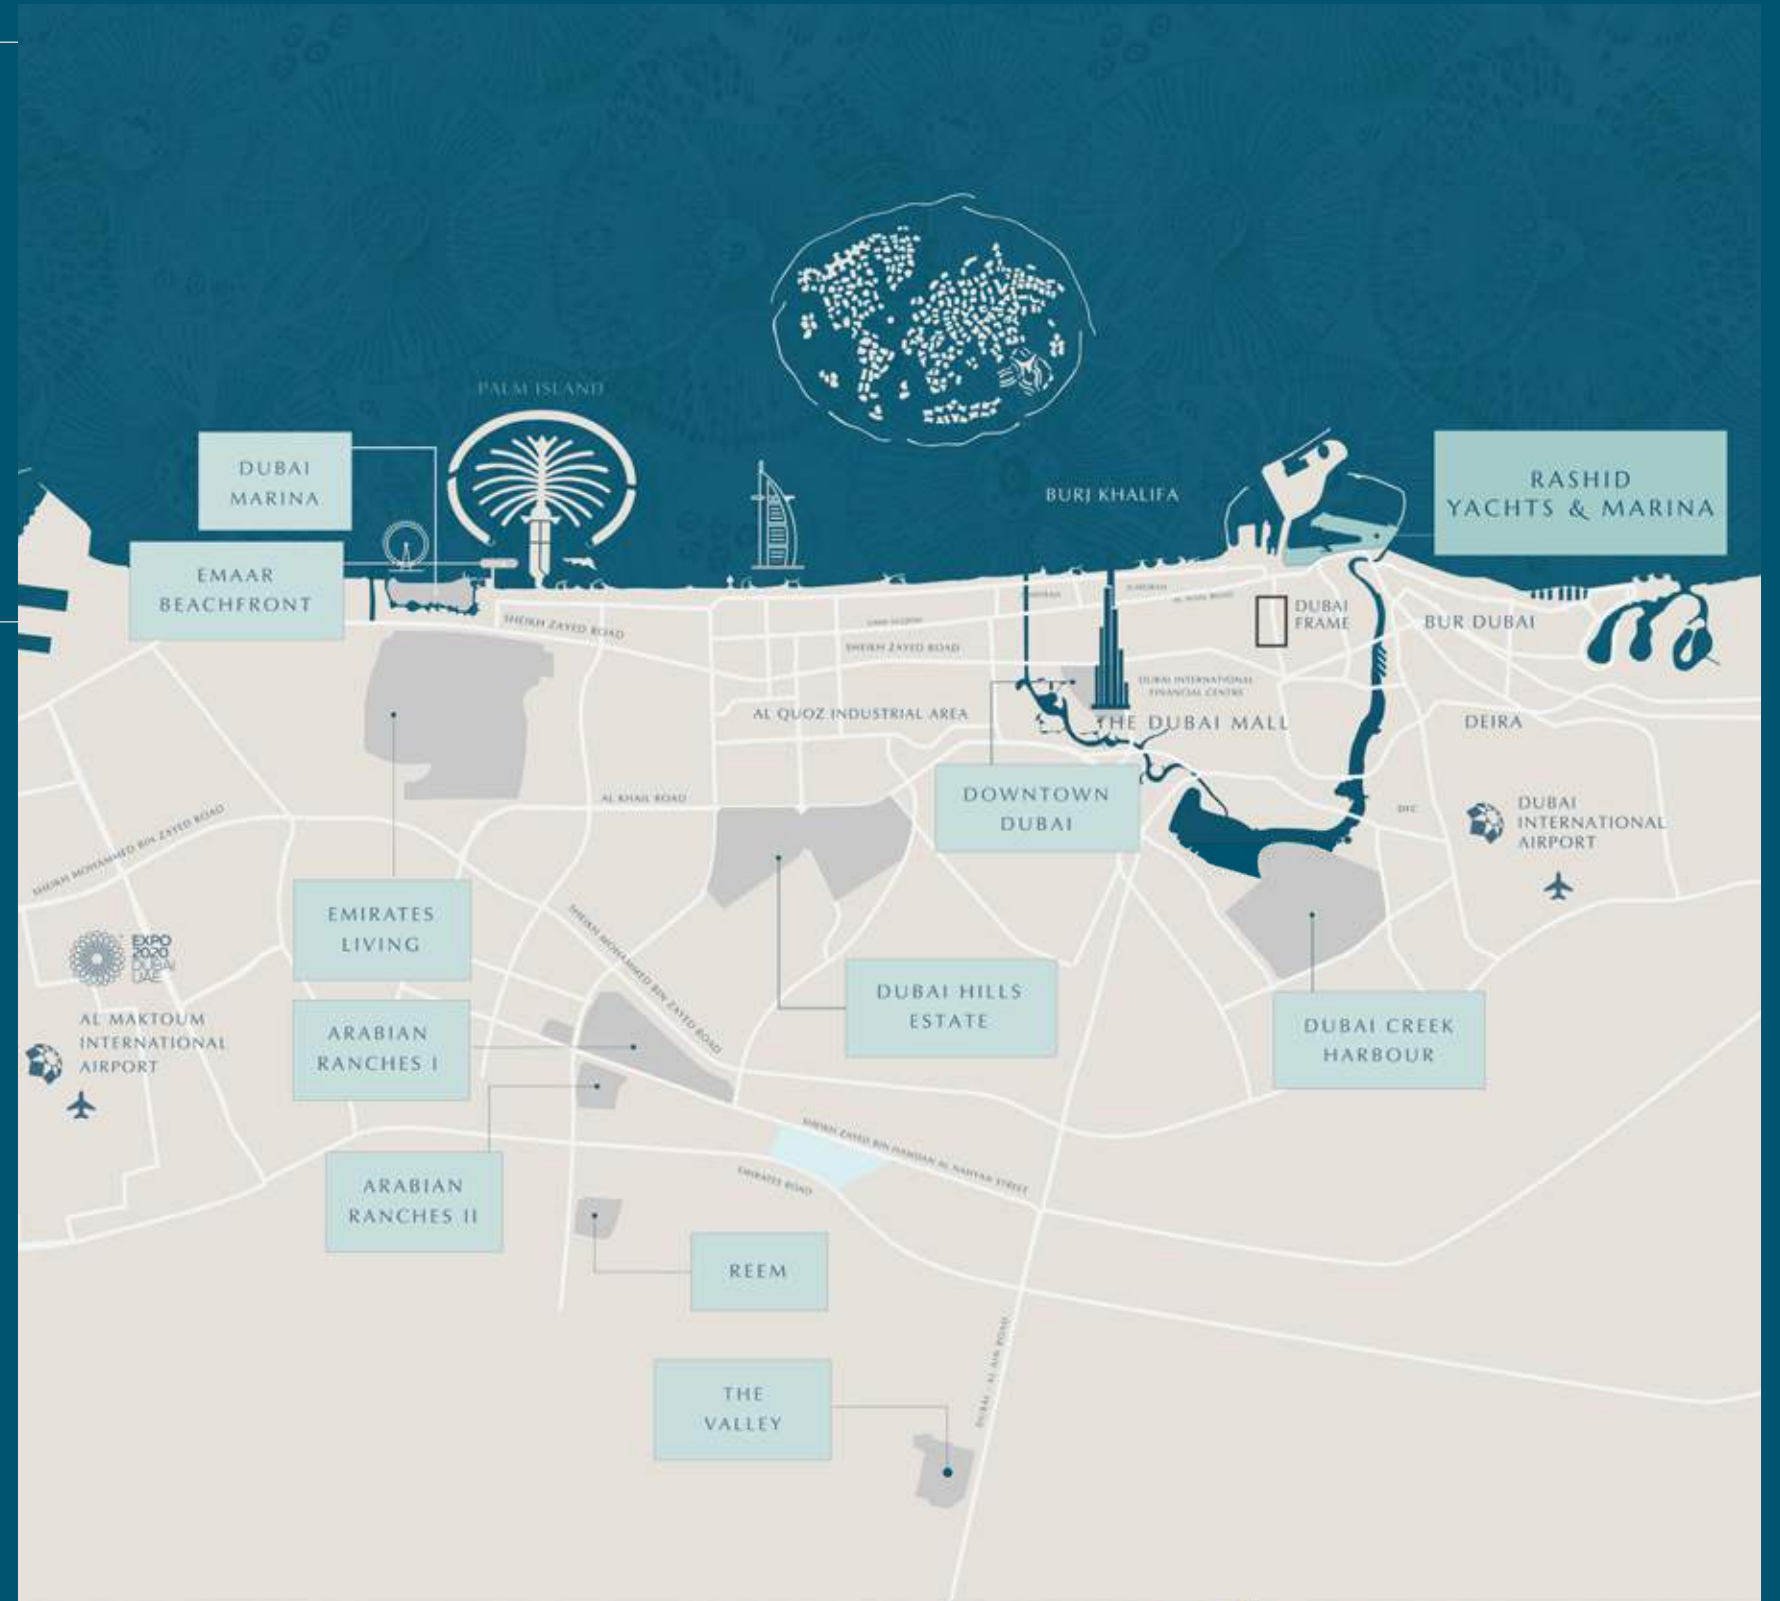 PALM ISLAND
DUBAI
MARINA
RASHID
YACHTS & MARINA
BURJ KHALIFA
EMAAR
BEACHFRONT
JUMEIRAH
AL WASL ROAD
DUBAI
FRAME
BUR DUBAI
SHEIKH ZAYED ROAD
SHEIKH ZAYED ROAD
DUBAI INTERNATIONAL
FINANCIAL CENTRE
AL QUOZ INDUSTRIAL AREA
THE DUBAI MALL
DEIRA
AL KHAIL ROAD
DOWNTOWN
DUBAI
DUBAI
INTERNATIONAL
AIRPORT
SHEIKH MOHAMMED BIN ZAYED ROAD
EMIRATES
LIVING
SHEIKH MOHAMMED BIN ZAYED ROAD
EXPO
2020
DUBAI
UAE
DUBAI HILLS
ESTATE
AL MAKTOUM
INTERNATIONAL
AIRPORT
ARABIAN
RANCHES I
DUBAI CREEK
HARBOUR
SHEIKH ZAYED BIN HAMDAN AL NAHYAN STREET
EMIRATES ROAD
ARABIAN
RANCHES II
REEM
DUBAI - AL AIN ROAD
THE
VALLEY